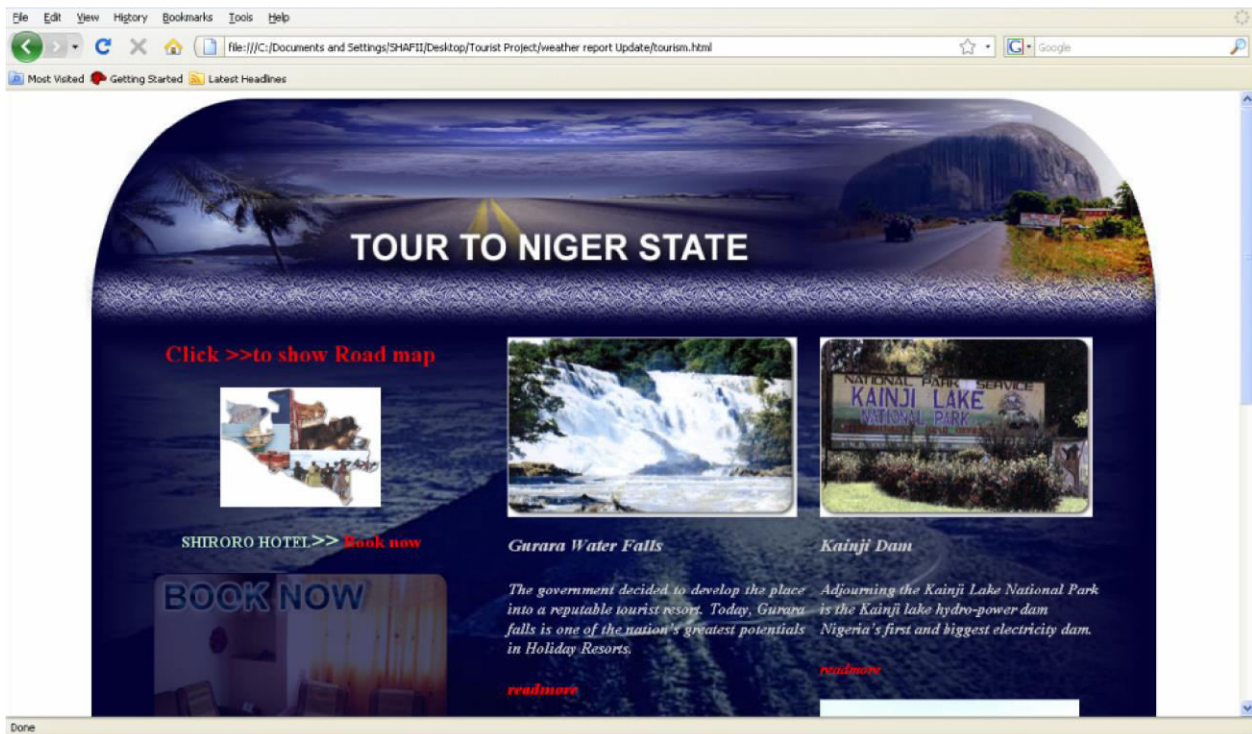 File Edit View History Bookmarks Tools Help
file:///C:/Documents and Settings/SHAFII/Desktop/Tourist Project/weather report Update/tourism.html
G Google
Most Visited Getting Started Latest Headlines
TOUR TO NIGER STATE
Click >>to show Road map
SHIRORO HOTEL>> Book now
BOOK NOW
NATIONAL PARK SERVICE
KAINJI LAKE
NATIONAL PARK
Gurara Water Falls
The government decided to develop the place
into a reputable tourist resort. Today, Gurara
falls is one of the nation's greatest potentials
in Holiday Resorts.
readmore
Kainji Dam
Adjourning the Kainji Lake National Park
is the Kainji lake hydro-power dam
Nigeria's first and biggest electricity dam.
readmore
Done